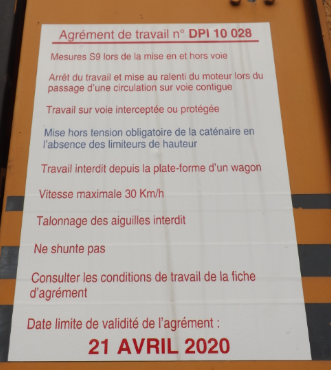 Agrément de travail n° DPI 10 028
Mesures S9 lors de la mise en et hors voie
Arrêt du travail et mise au ralenti du moteur lors du
passage d'une circulation sur voie contigue
Travail sur voie interceptée ou protégée
Mise hors tension obligatoire de la caténaire en
l'absence des limiteurs de hauteur
Travail interdit depuis la plate-forme d'un wagon
Vitesse maximale 30 Km/h
Talonnage des aiguilles interdit
Ne shunte pas
Consulter les conditions de travail de la fiche
d'agrément
Date limite de validité de l'agrément :
21 AVRIL 2020